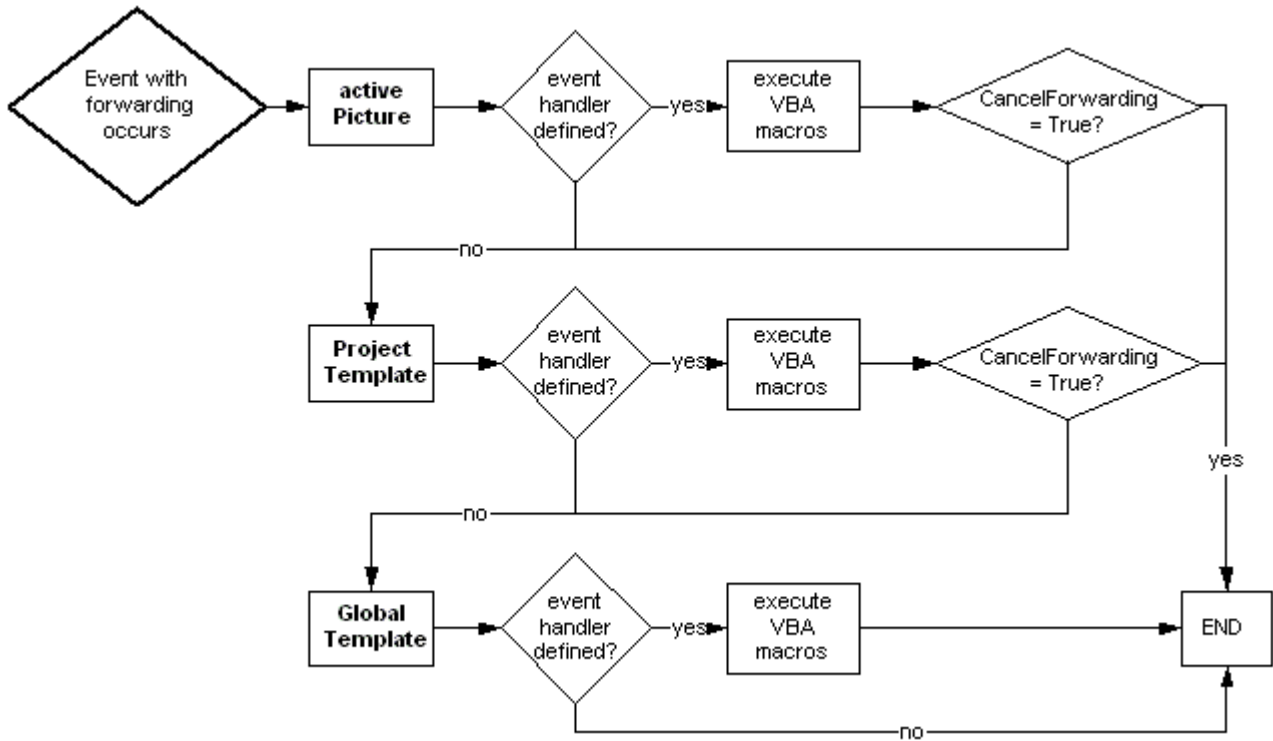 Event with
forwarding
occurs
active
Picture
event
handler
defined?
yes
execute
VBA
macros
CancelForwarding
= True?
no
Project
Template
event
handler
defined?
yes
execute
VBA
macros
CancelForwarding
= True?
yes
no
Global
Template
event
handler
defined?
yes
execute
VBA
macros
END
no